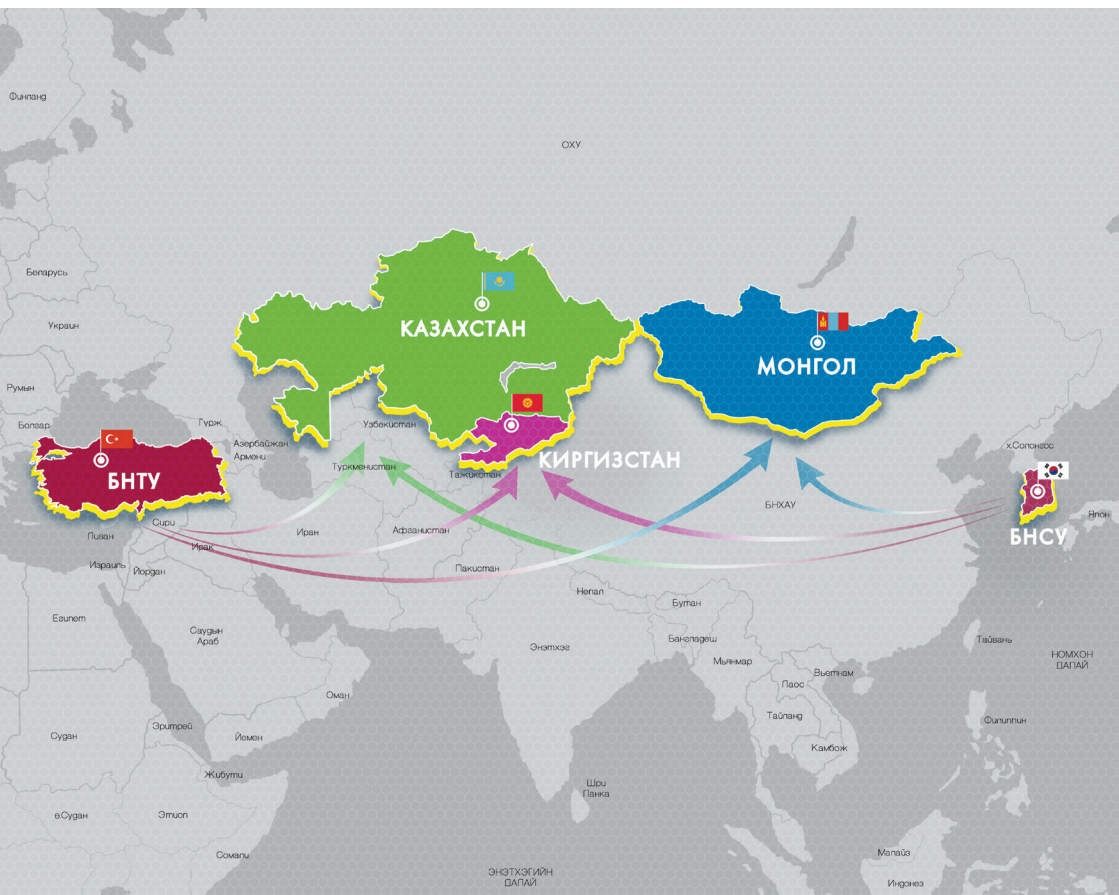 Финланд
ОХУ
Беларусь
Украин
КАЗАХСТАН
МОНГОЛ
Румын
Болгар
Гүрж
Узбекистан
Азербайжан
Армени
х.Солонгос
Туркменистан
Тажикистан
КИРГИЗСТАН
БНТУ
БНХАУ
Япон
Сири
Ливан
Ирак
Иран
Афганистан
БНСУ
Израиль
Йордан
Пакистан
Непал
Бутан
Египет
Саудын
Араб
Энэтхэг
Бангладеш
Мьянмар
Тайвань
НОМХОН
ДАЛАЙ
Вьетнам
Лаос
Оман
Тайланд
Филиппин
Эритрей
Судан
Йемен
Камбож
Жибути
Шри
Ланка
ө.Судан
Этиоп
Сомали
Малайз
ЭНЭТХЭГИЙН
ДАЛАЙ
Индонез